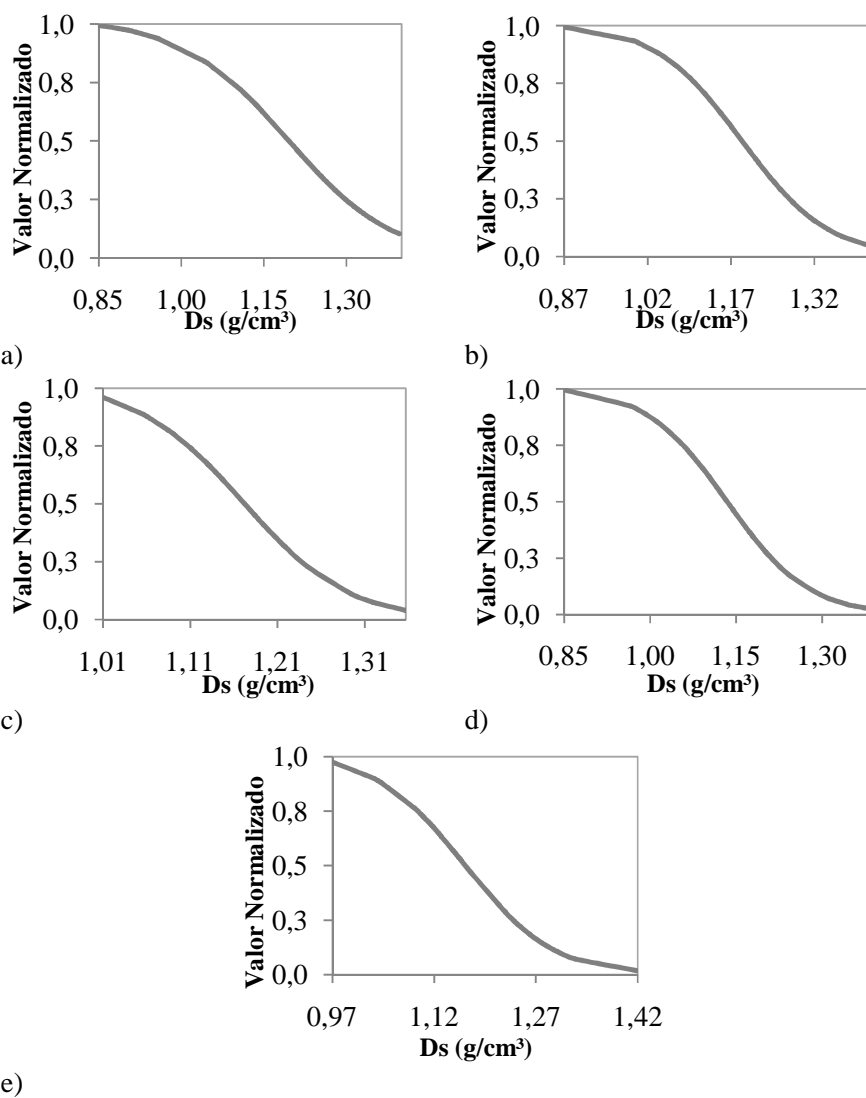 Valor Normalizado
1,0
0,8
0,5
0,3
0,0
0,85 1,00 1,15 1,30
Ds (g/cm³)
a)
Valor Normalizado
1,0
0,8
0,5
0,3
0,0
0,87 1,02 1,17 1,32
Ds (g/cm³)
b)
Valor Normalizado
1,0
0,8
0,5
0,3
0,0
1,01 1,11 1,21 1,31
Ds (g/cm³)
c)
Valor Normalizado
1,0
0,8
0,5
0,3
0,0
0,85 1,00 1,15 1,30
Ds (g/cm³)
d)
Valor Normalizado
1,0
0,8
0,5
0,3
0,0
0,97 1,12 1,27 1,42
Ds (g/cm³)
e)